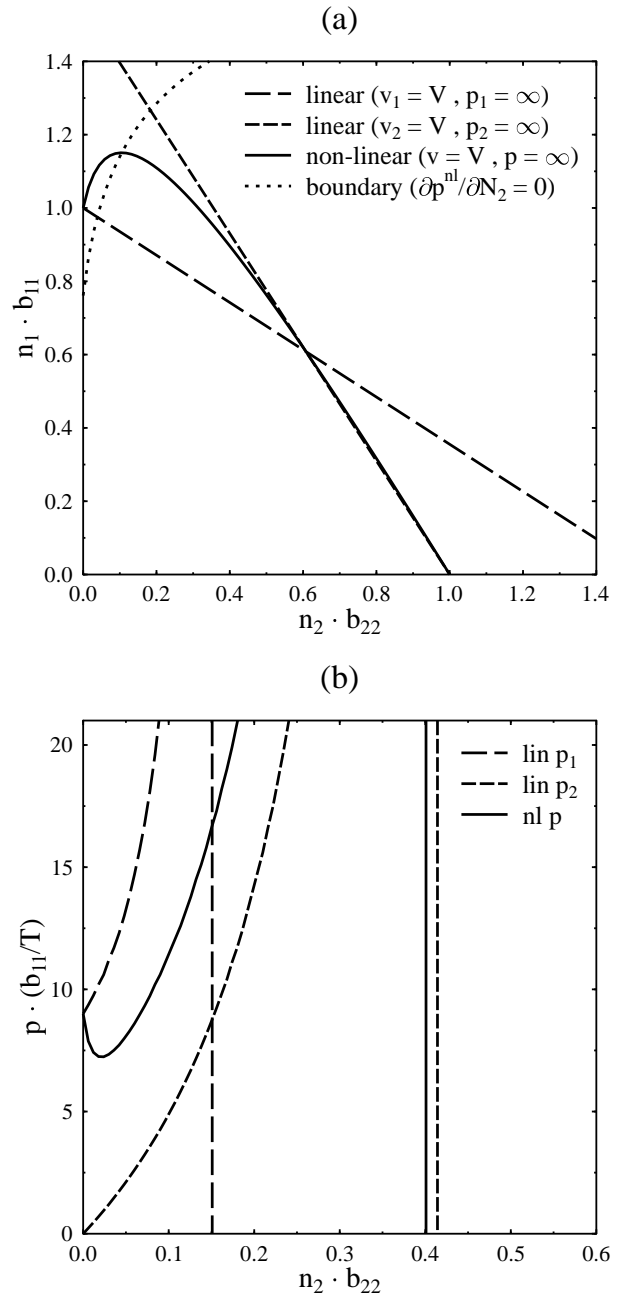 (a)
1.4
1.2
1.0
0.8
0.6
0.4
0.2
0.0
n₁ · b₁₁
linear (v₁ = V , p₁ = ∞)
linear (v₂ = V , p₂ = ∞)
non-linear (v = V , p = ∞)
boundary (∂pⁿˡ/∂N₂ = 0)
0.0 0.2 0.4 0.6 0.8 1.0 1.2 1.4
n₂ · b₂₂
(b)
20
15
10
5
0
p · (b₁₁/T)
lin p₁
lin p₂
nl p
0.0 0.1 0.2 0.3 0.4 0.5 0.6
n₂ · b₂₂